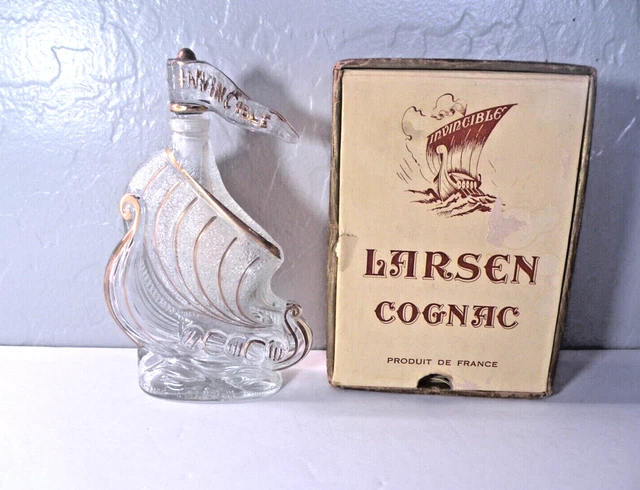 INVINCIBLE
INVINCIBLE
LARSEN
COGNAC
PRODUIT DE FRANCE